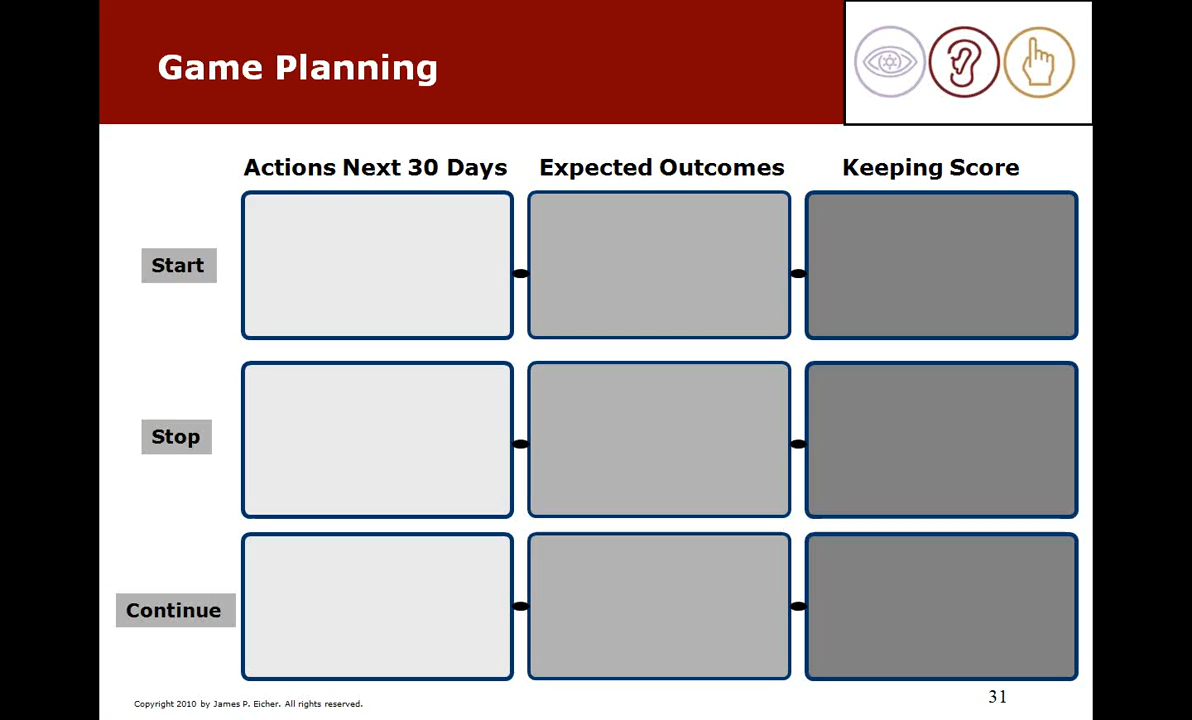 Game Planning
Actions Next 30 Days
Expected Outcomes
Keeping Score
Start
Stop
Continue
Copyright 2010 by James P. Eicher. All rights reserved.
31